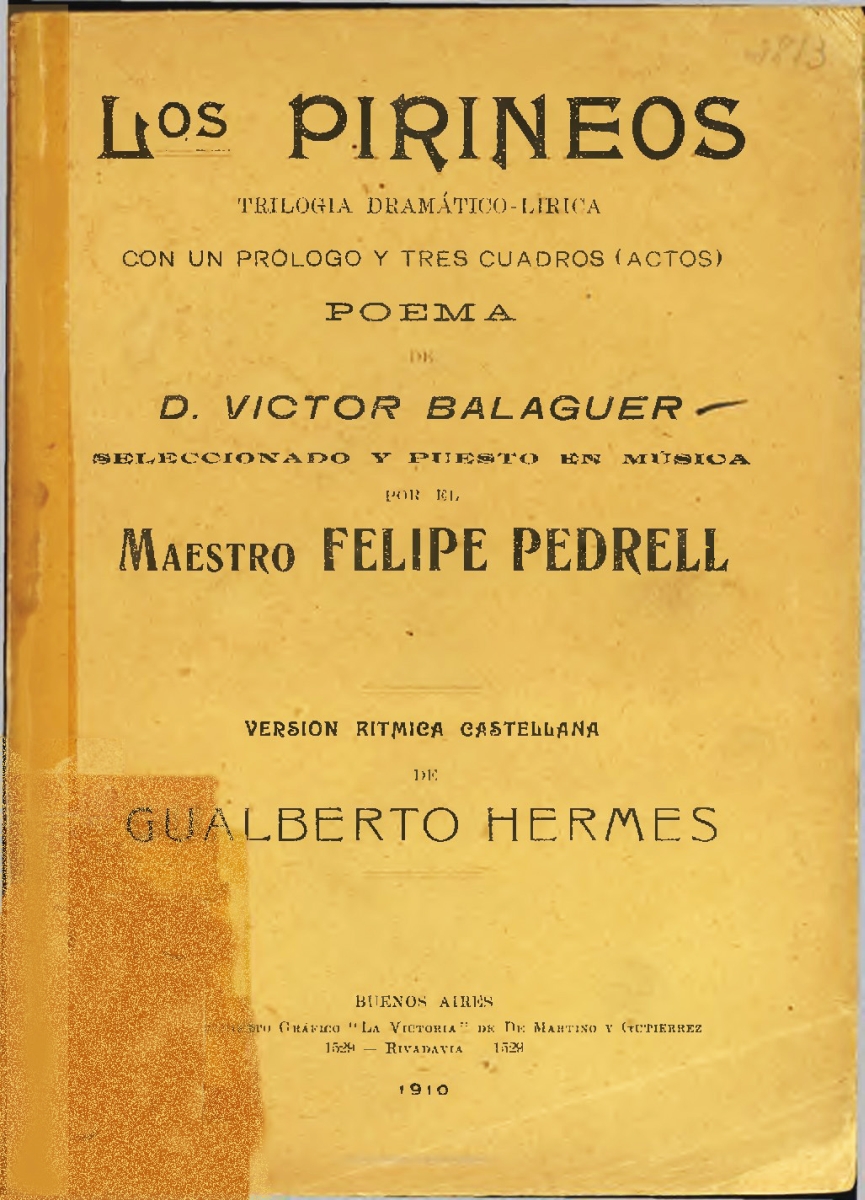 Los PIRINEOS
TRILOGIA DRAMÁTICO-LIRICA
CON UN PRÓLOGO Y TRES CUADROS (ACTOS)
POEMA
DE
D. VICTOR BALAGUER
SELECCIONADO Y PUESTO EN MÚSICA
POR EL
MAESTRO FELIPE PEDRELL
VERSION RITMICA CASTELLANA
DE
GUALBERTO HERMES
BUENOS AIRES
GRÁFICO "LA VICTORIA" DE DE MARTINO Y GUTIERREZ
1529 — RIVADAVIA 1529
1910